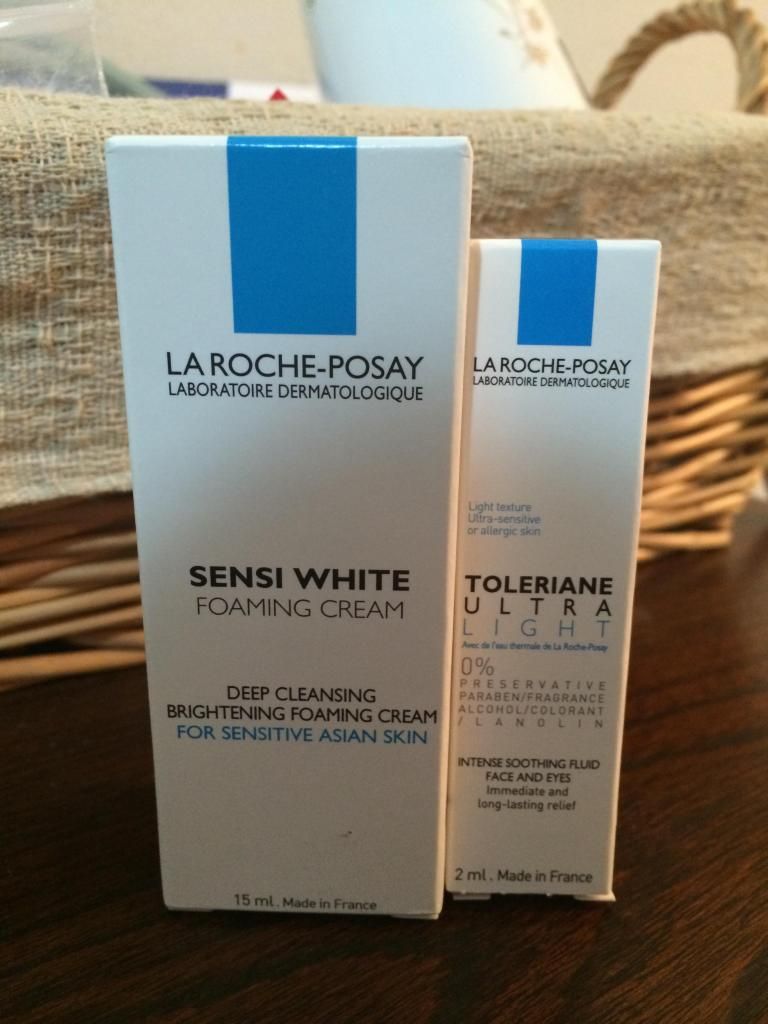 LA ROCHE-POSAY
LABORATOIRE DERMATOLOGIQUE
SENSI WHITE
FOAMING CREAM
DEEP CLEANSING
BRIGHTENING FOAMING CREAM
FOR SENSITIVE ASIAN SKIN
15 ml. Made in France
LA ROCHE-POSAY
LABORATOIRE DERMATOLOGIQUE
Light texture
Ultra-sensitive
or allergic skin
TOLERIANE
ULTRA
LIGHT
Avec de l'eau thermale de La Roche-Posay
0%
PRESERVATIVE
PARABEN/FRAGRANCE
ALCOHOL/COLORANT
/LANOLIN
INTENSE SOOTHING FLUID
FACE AND EYES
Immediate and
long-lasting relief
2 ml. Made in France